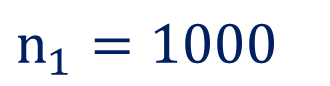 n₁ = 1000